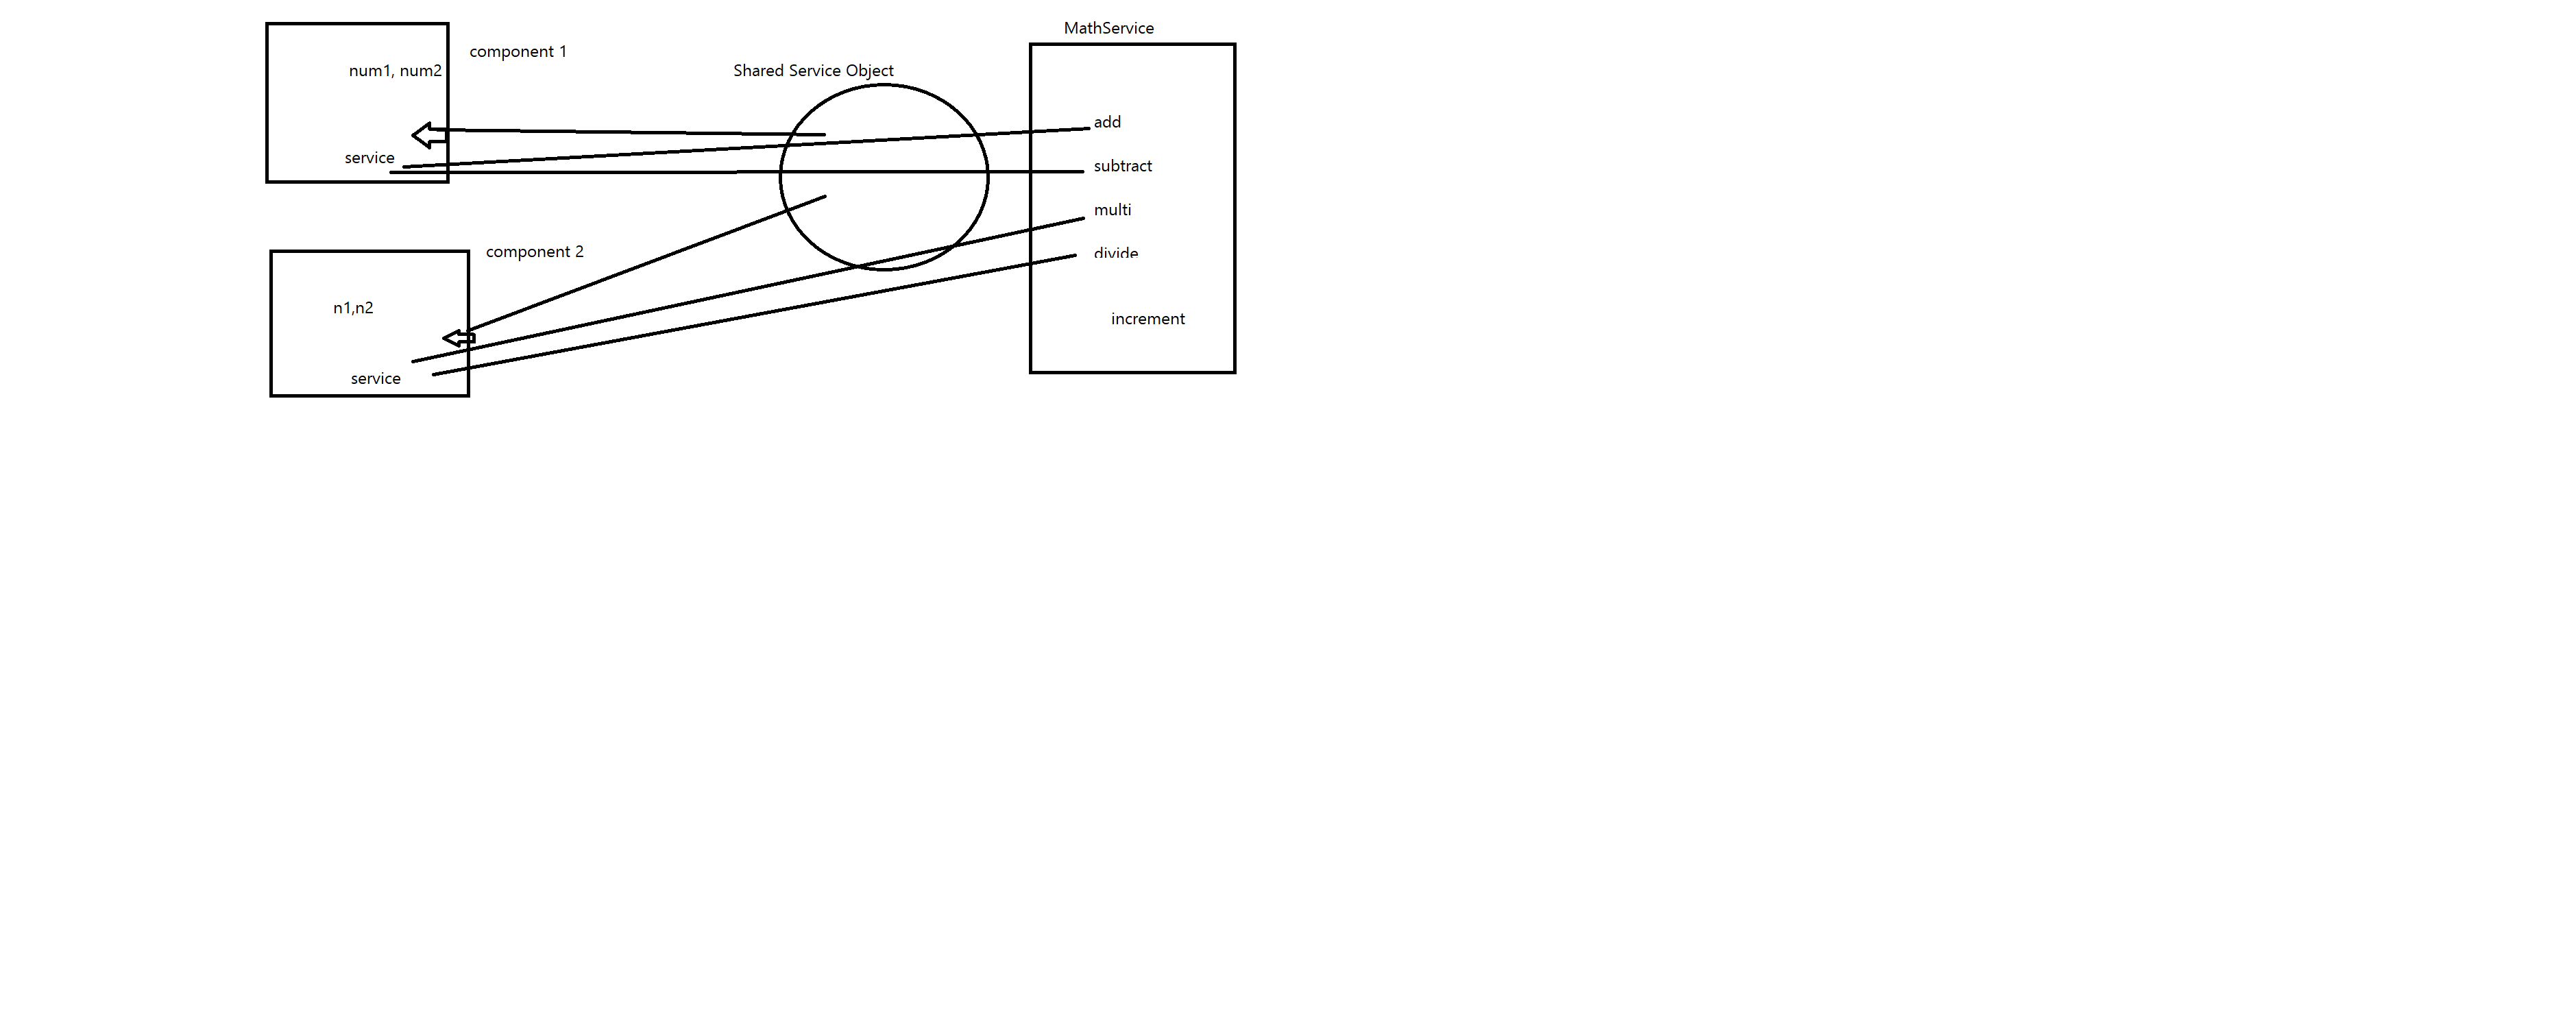 MathService
component 1
num1, num2
Shared Service Object
add
service
subtract
multi
component 2
divide
n1,n2
increment
service